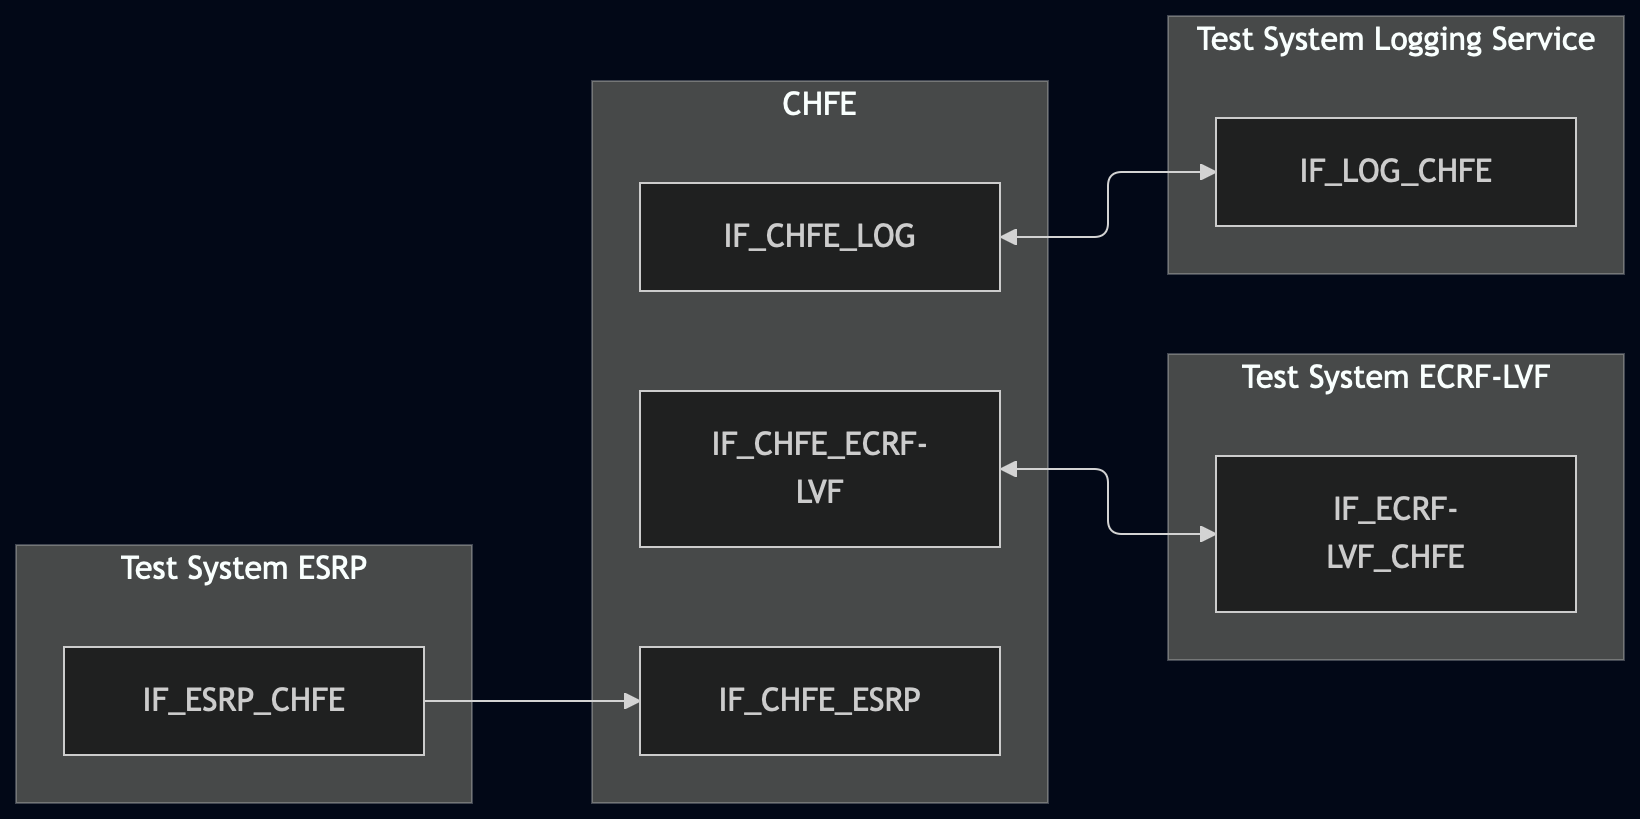 Test System Logging Service
IF_LOG_CHFE
CHFE
IF_CHFE_LOG
IF_CHFE_ECRF-
LVF
IF_CHFE_ESRP
Test System ECRF-LVF
IF_ECRF-
LVF_CHFE
Test System ESRP
IF_ESRP_CHFE